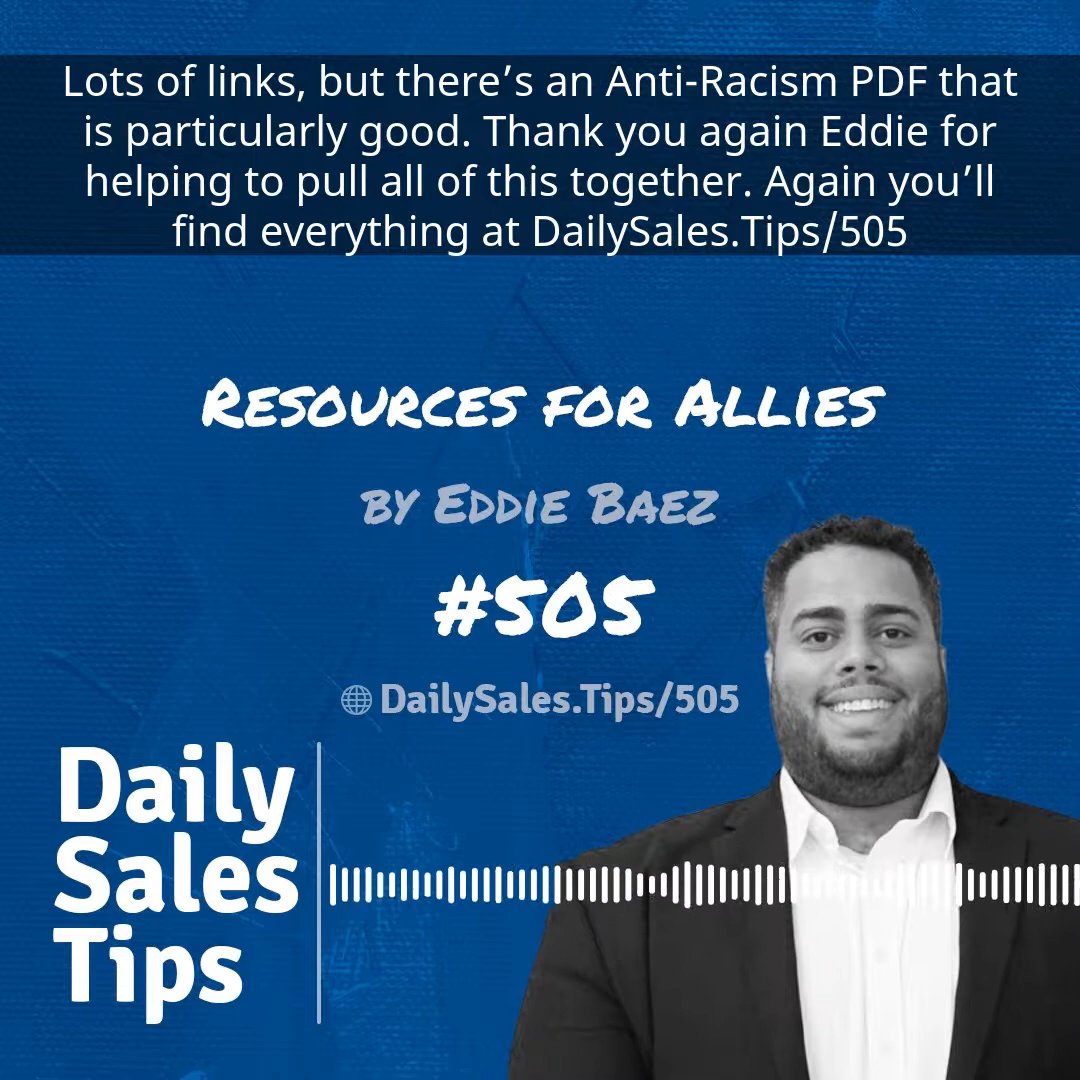 Lots of links, but there’s an Anti-Racism PDF that
is particularly good. Thank you again Eddie for
helping to pull all of this together. Again you’ll
find everything at DailySales.Tips/505
RESOURCES FOR ALLIES
BY EDDIE BAEZ
#505
DailySales.Tips/505
Daily
Sales
Tips